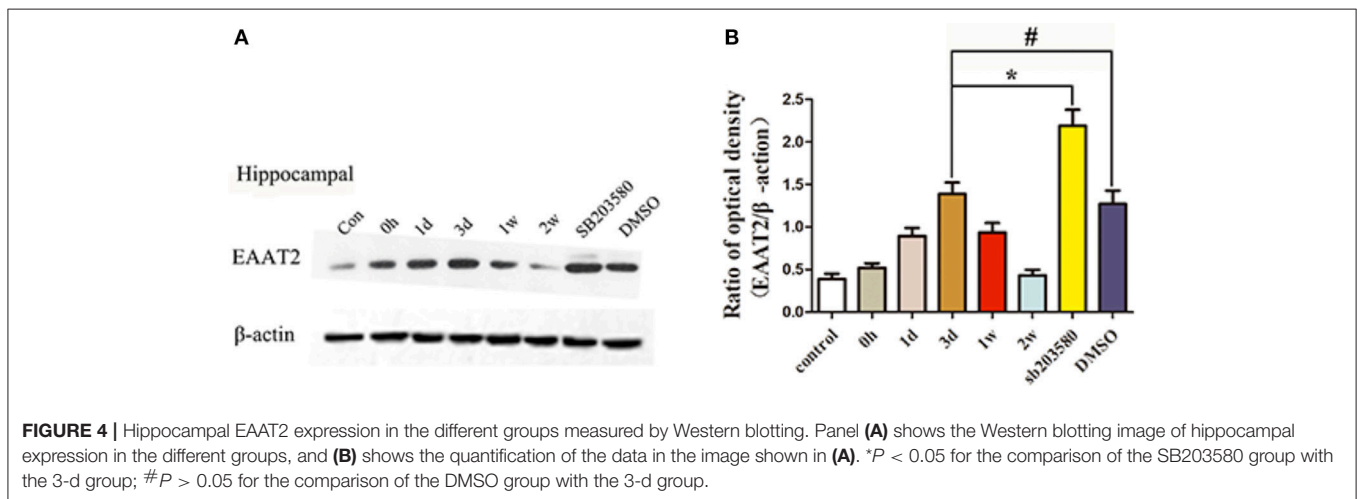 A
Hippocampal
Con 0h 1d 3d 1w 2w SB203580 DMSO
EAAT2
β-actin
B
#
*
Ratio of optical density
(EAAT2/β -action)
2.5
2.0
1.5
1.0
0.5
0.0
control 0h 1d 3d 1w 2w sb203580 DMSO
FIGURE 4 | Hippocampal EAAT2 expression in the different groups measured by Western blotting. Panel (A) shows the Western blotting image of hippocampal
expression in the different groups, and (B) shows the quantification of the data in the image shown in (A). *P < 0.05 for the comparison of the SB203580 group with
the 3-d group; #P > 0.05 for the comparison of the DMSO group with the 3-d group.